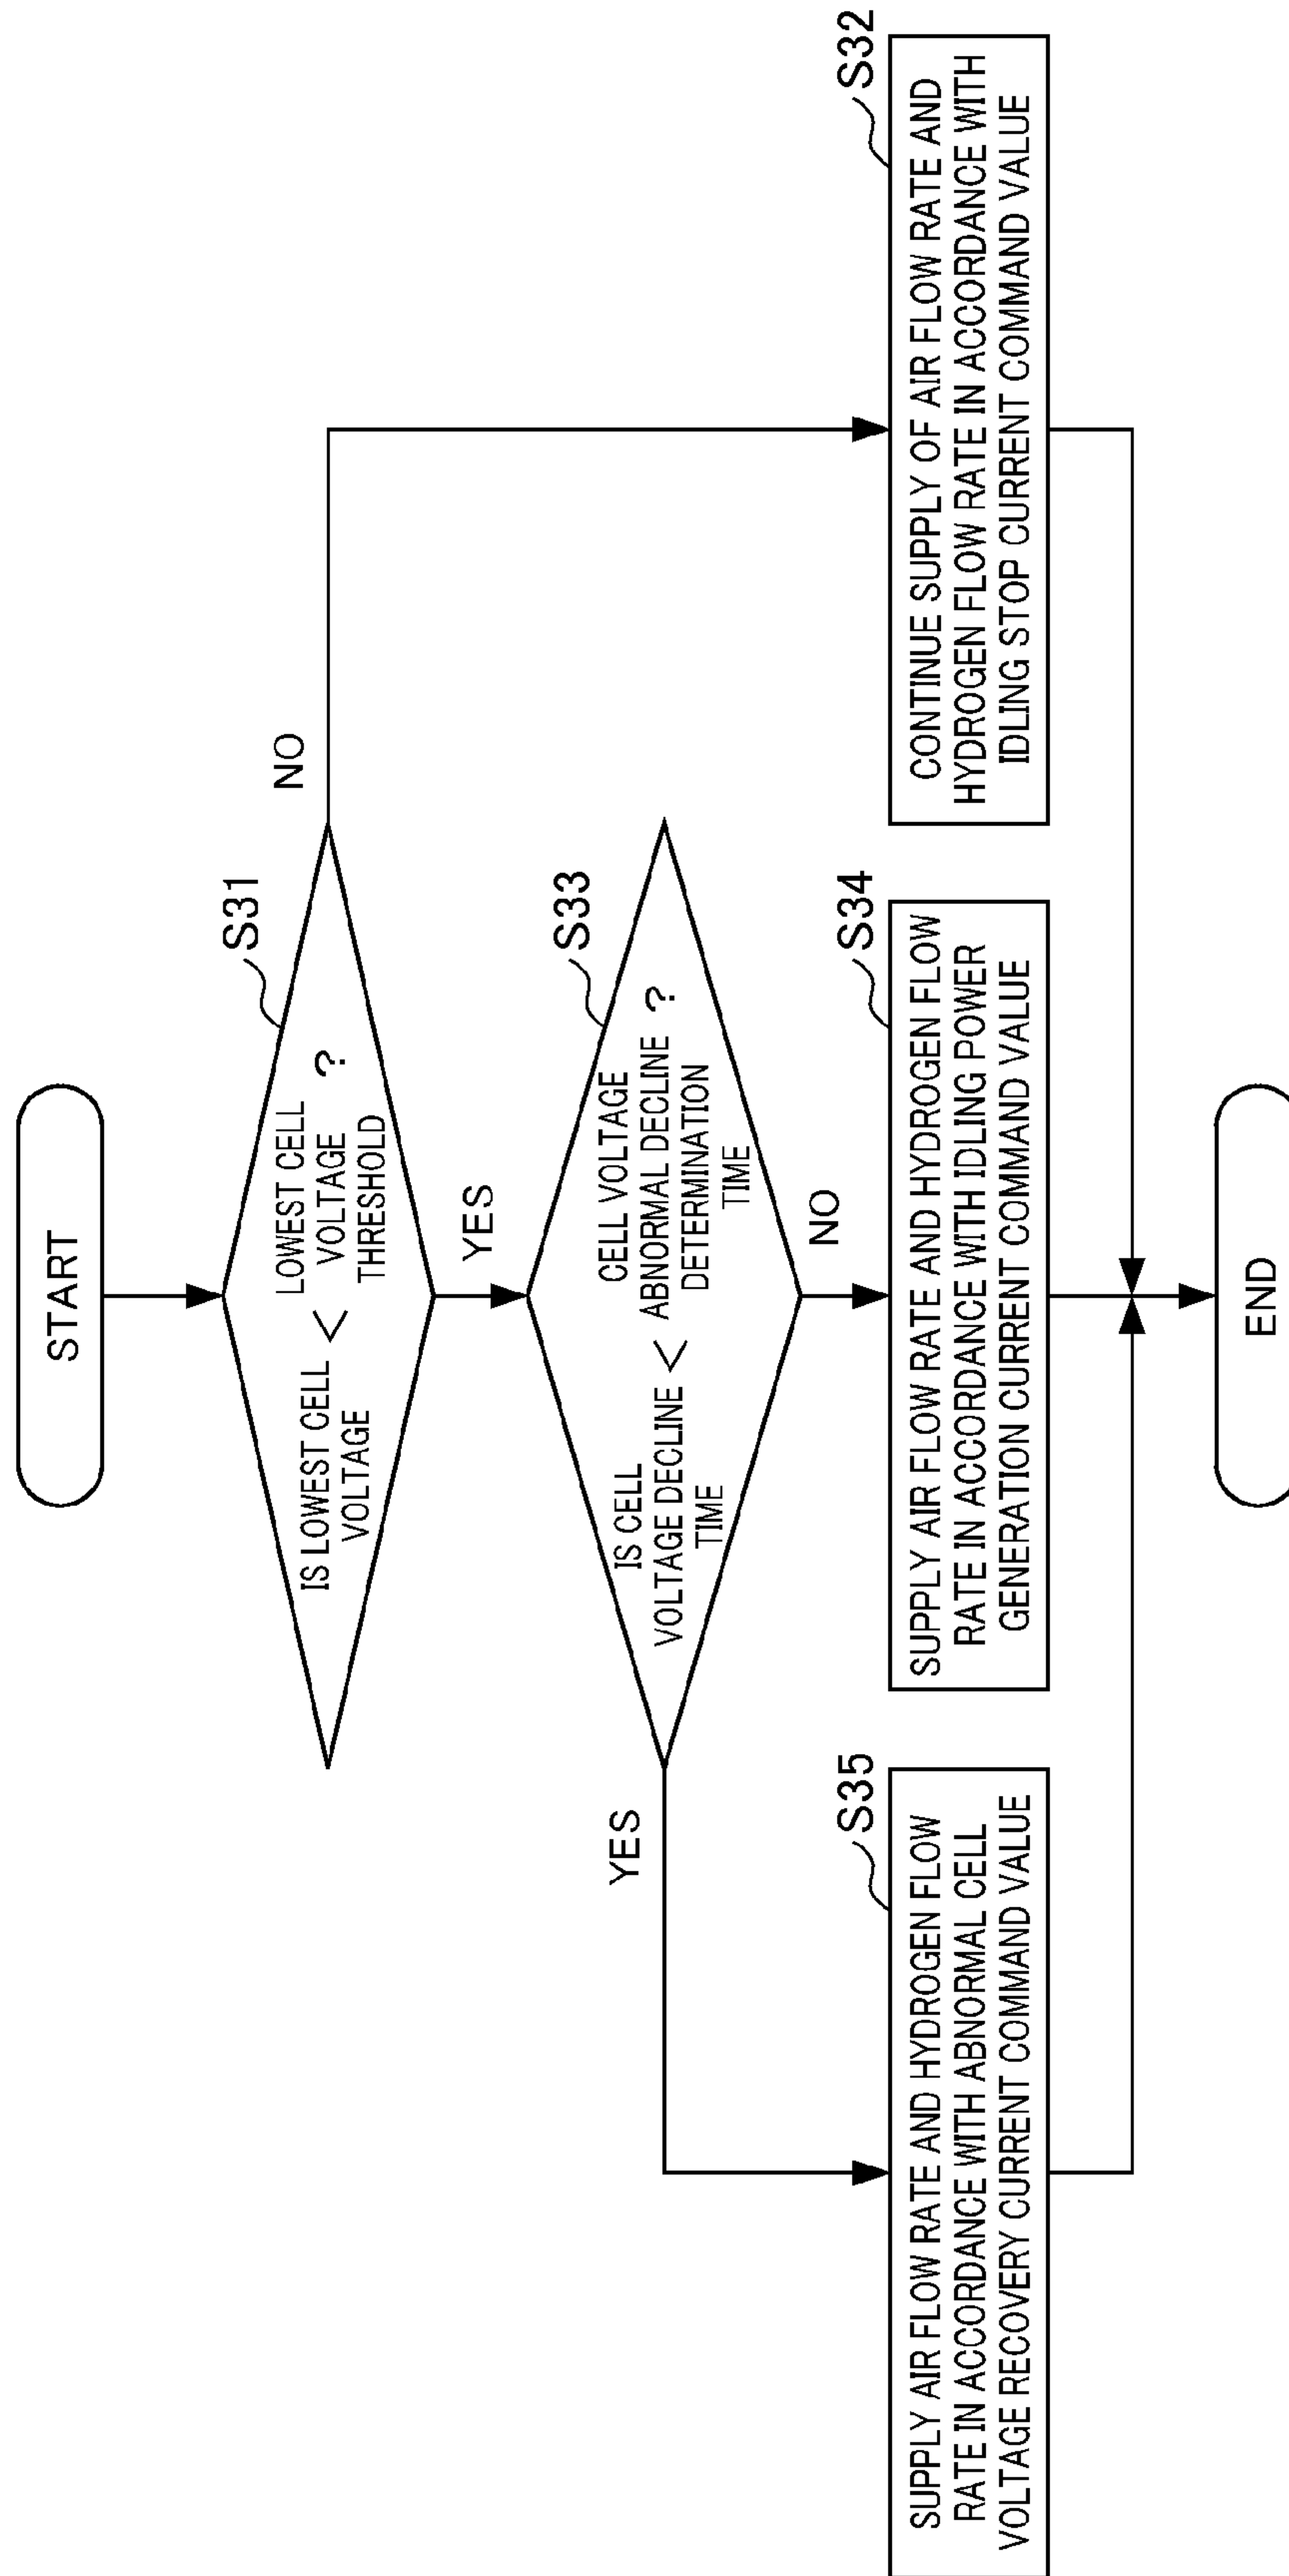 START
S31
IS LOWEST CELL
VOLTAGE
<
LOWEST CELL
VOLTAGE
THRESHOLD
?
NO
YES
S33
IS CELL
VOLTAGE DECLINE
TIME
<
CELL VOLTAGE
ABNORMAL DECLINE
DETERMINATION
TIME
?
YES
NO
S35
SUPPLY AIR FLOW RATE AND HYDROGEN FLOW
RATE IN ACCORDANCE WITH ABNORMAL CELL
VOLTAGE RECOVERY CURRENT COMMAND VALUE
S34
SUPPLY AIR FLOW RATE AND HYDROGEN FLOW
RATE IN ACCORDANCE WITH IDLING POWER
GENERATION CURRENT COMMAND VALUE
S32
CONTINUE SUPPLY OF AIR FLOW RATE AND
HYDROGEN FLOW RATE IN ACCORDANCE WITH
IDLING STOP CURRENT COMMAND VALUE
END